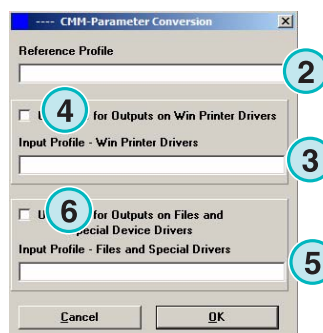 ---- CMM-Parameter Conversion
Reference Profile
2
4
U for Outputs on Win Printer Drivers
Input Profile - Win Printer Drivers
3
6
U for Outputs on Files and
pecial Device Drivers
Input Profile - Files and Special Drivers
5
Cancel OK